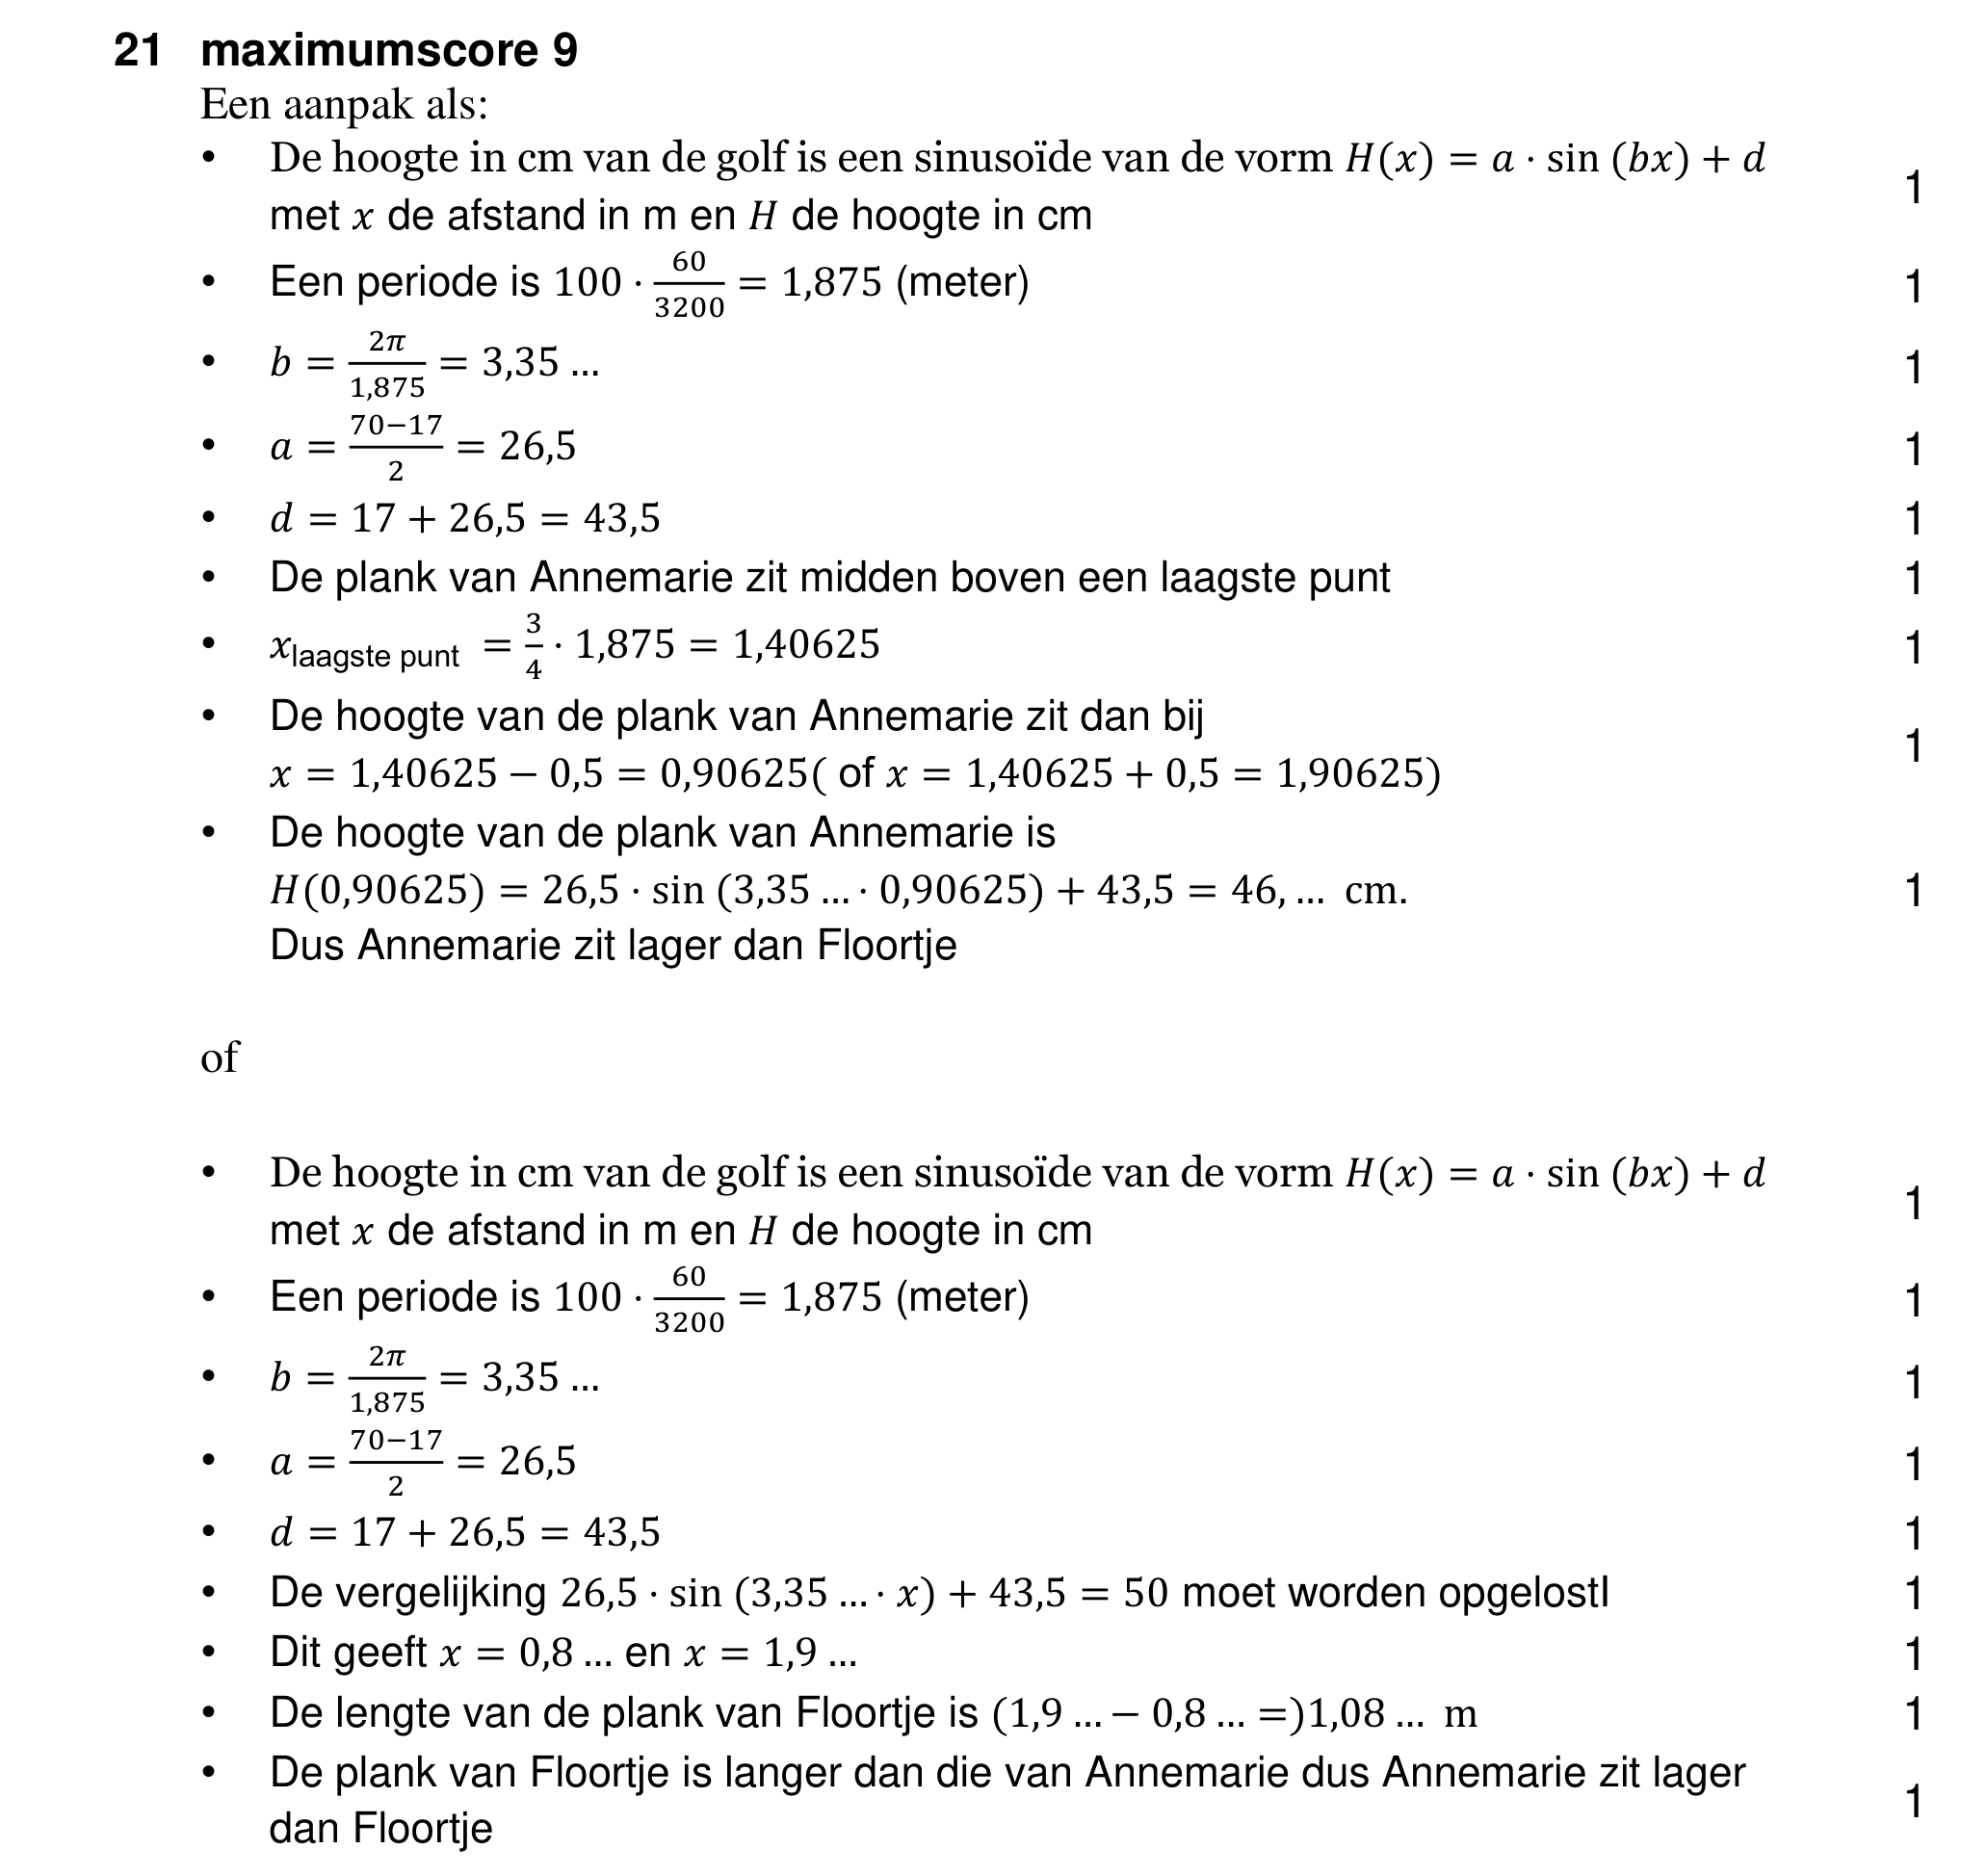 21 maximumscore 9
Een aanpak als:
• De hoogte in cm van de golf is een sinusoïde van de vorm H(x) = a · sin (bx) + d
met x de afstand in m en H de hoogte in cm 1
• Een periode is 100 · 60/3200 = 1,875 (meter) 1
• b = 2π/1,875 = 3,35 ... 1
• a = 70−17/2 = 26,5 1
• d = 17 + 26,5 = 43,5 1
• De plank van Annemarie zit midden boven een laagste punt 1
• x laagste punt = 3/4 · 1,875 = 1,40625 1
• De hoogte van de plank van Annemarie zit dan bij
x = 1,40625 − 0,5 = 0,90625( of x = 1,40625 + 0,5 = 1,90625) 1
• De hoogte van de plank van Annemarie is
H(0,90625) = 26,5 · sin (3,35 ... · 0,90625) + 43,5 = 46, ... cm. 1
Dus Annemarie zit lager dan Floortje
of
• De hoogte in cm van de golf is een sinusoïde van de vorm H(x) = a · sin (bx) + d
met x de afstand in m en H de hoogte in cm 1
• Een periode is 100 · 60/3200 = 1,875 (meter) 1
• b = 2π/1,875 = 3,35 ... 1
• a = 70−17/2 = 26,5 1
• d = 17 + 26,5 = 43,5 1
• De vergelijking 26,5 · sin (3,35 ... · x) + 43,5 = 50 moet worden opgelostl 1
• Dit geeft x = 0,8 ... en x = 1,9 ... 1
• De lengte van de plank van Floortje is (1,9 ... − 0,8 ... =)1,08 ... m 1
• De plank van Floortje is langer dan die van Annemarie dus Annemarie zit lager
dan Floortje 1